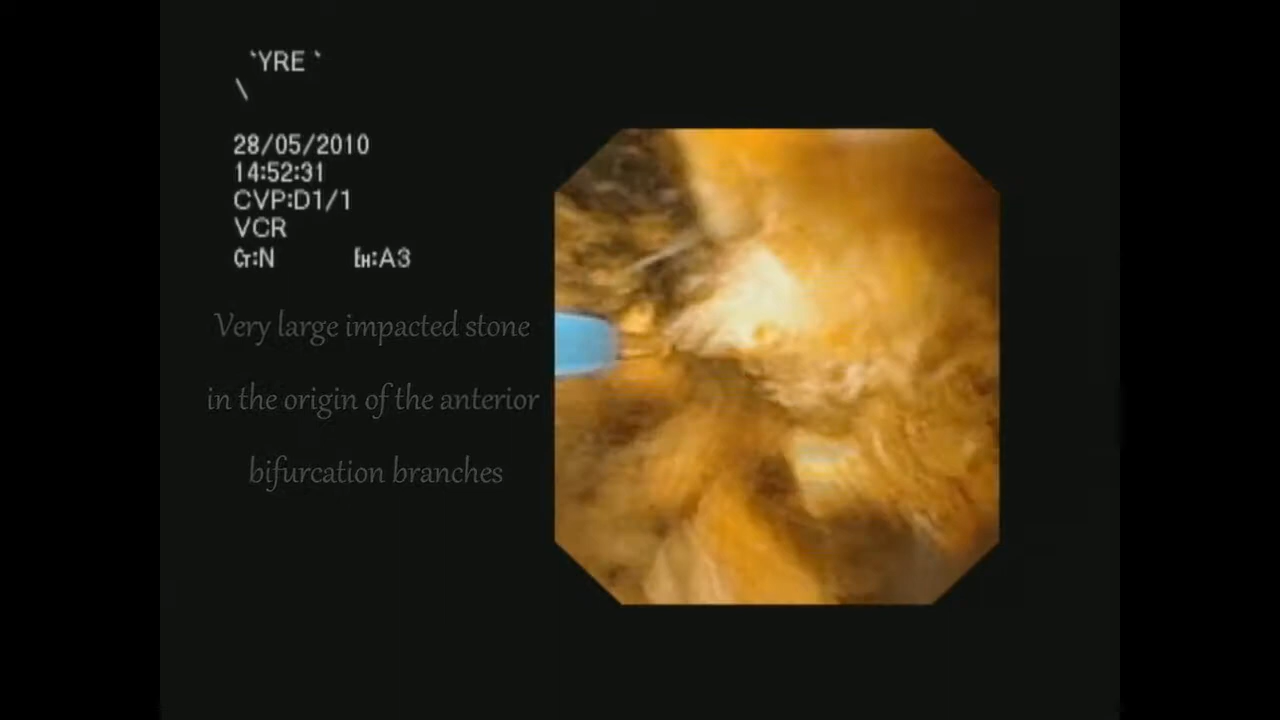 `YRE `
\
28/05/2010
14:52:31
CVP:D1/1
VCR
Cr:N EH:A3
Very large impacted stone
in the origin of the anterior
bifurcation branches